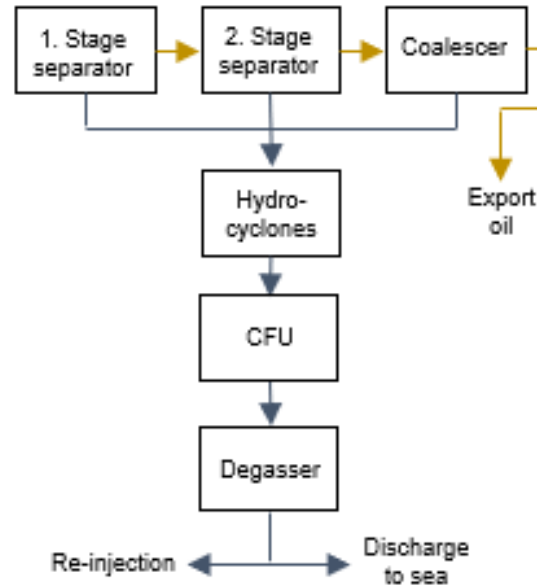 1. Stage
separator
2. Stage
separator
Coalescer
Hydro-
cyclones
Export
oil
CFU
Degasser
Re-injection
Discharge
to sea